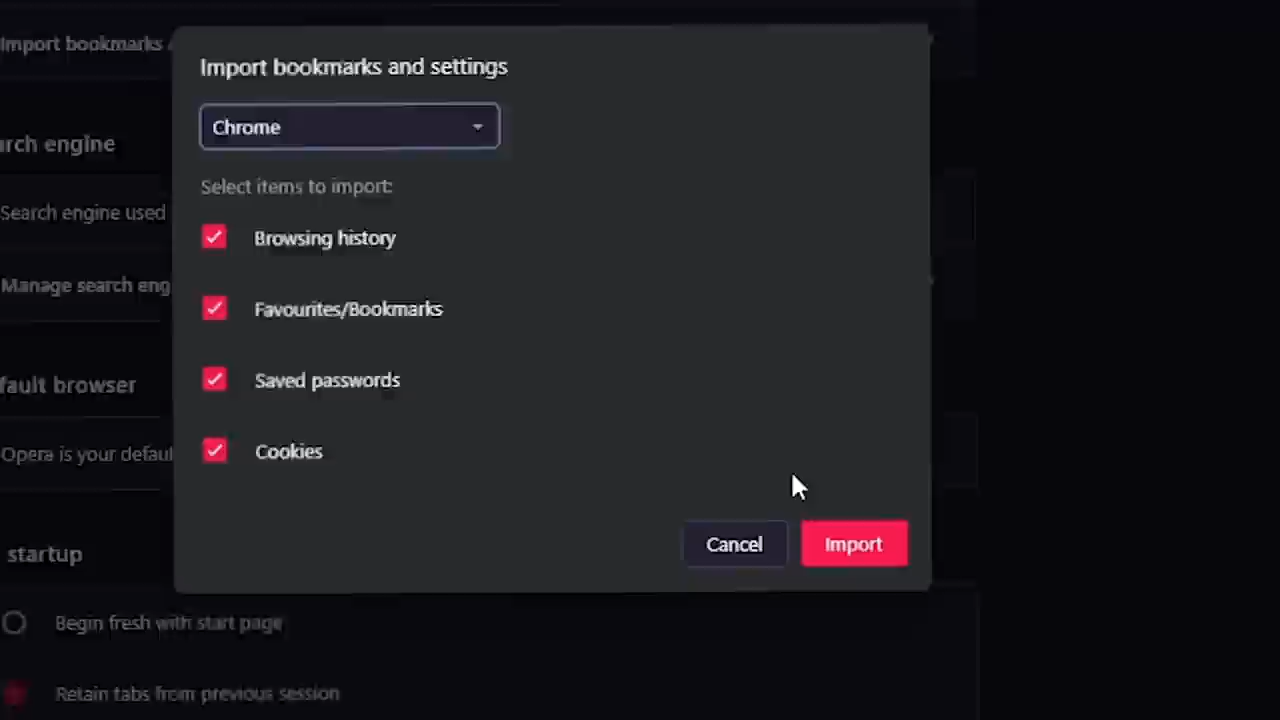 Import bookmarks
Import bookmarks and settings
Chrome
rch engine
Select items to import:
Search engine used
Browsing history
Manage search eng
Favourites/Bookmarks
fault browser
Saved passwords
Opera is your defaul
Cookies
Cancel
Import
startup
Begin fresh with start page
Retain tabs from previous session